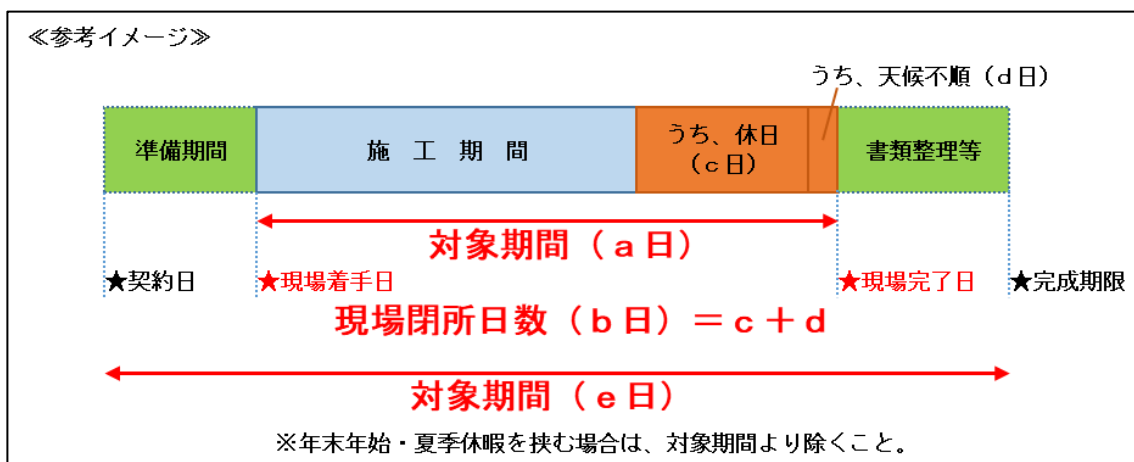 ≪参考イメージ≫
うち、天候不順（ｄ日）
準備期間
施　工　期　間
うち、休日
（ｃ日）
書類整理等
対象期間（ａ日）
★契約日
★現場着手日
★現場完了日
★完成期限
現場閉所日数（ｂ日）＝ｃ＋ｄ
対象期間（ｅ日）
※年末年始・夏季休暇を挟む場合は、対象期間より除くこと。